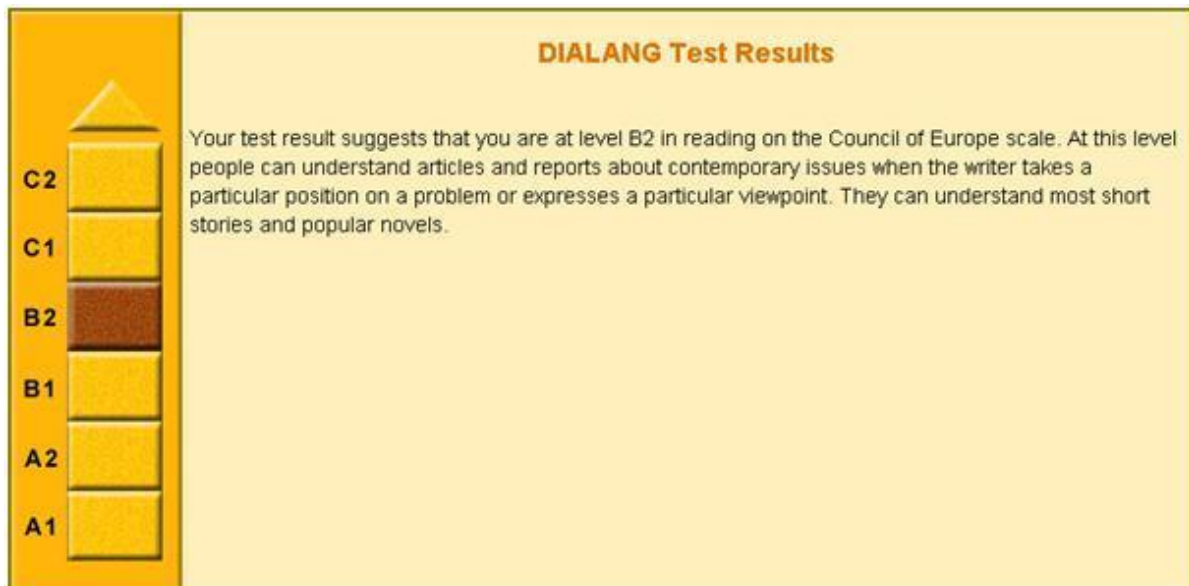 DIALANG Test Results
Your test result suggests that you are at level B2 in reading on the Council of Europe scale. At this level
people can understand articles and reports about contemporary issues when the writer takes a
particular position on a problem or expresses a particular viewpoint. They can understand most short
stories and popular novels.
C2
C1
B2
B1
A2
A1